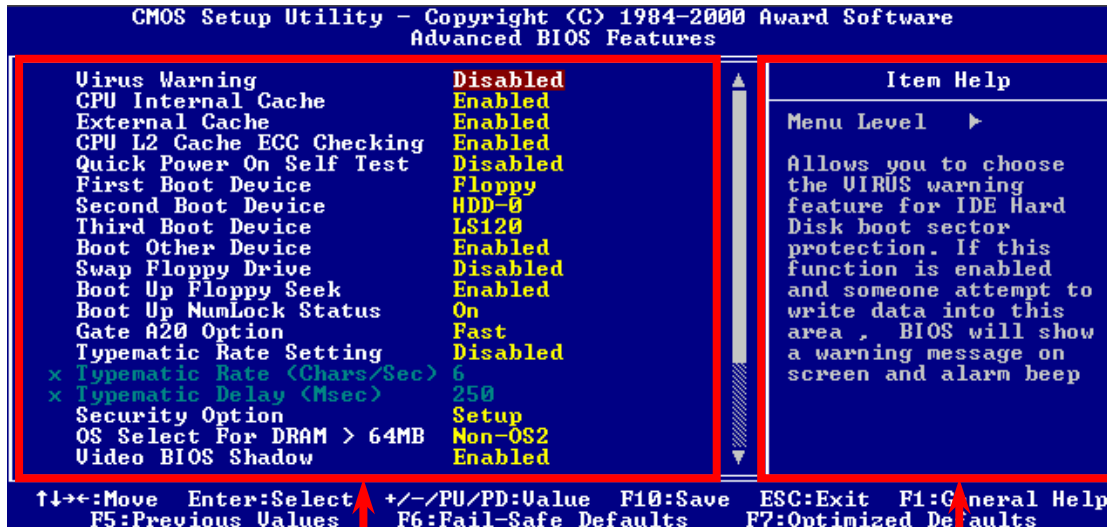 CMOS Setup Utility - Copyright (C) 1984-2000 Award Software
Advanced BIOS Features
Virus Warning Disabled
CPU Internal Cache Enabled
External Cache Enabled
CPU L2 Cache ECC Checking Enabled
Quick Power On Self Test Disabled
First Boot Device Floppy
Second Boot Device HDD-0
Third Boot Device LS120
Boot Other Device Enabled
Swap Floppy Drive Disabled
Boot Up Floppy Seek Enabled
Boot Up NumLock Status On
Gate A20 Option Fast
Typematic Rate Setting Disabled
x Typematic Rate (Chars/Sec) 6
x Typematic Delay (Msec) 250
Security Option Setup
OS Select For DRAM > 64MB Non-OS2
Video BIOS Shadow Enabled
Item Help
Menu Level ▶
Allows you to choose
the VIRUS warning
feature for IDE Hard
Disk boot sector
protection. If this
function is enabled
and someone attempt to
write data into this
area , BIOS will show
a warning message on
screen and alarm beep
↑↓→←:Move Enter:Select +/-/PU/PD:Value F10:Save ESC:Exit F1:General Help
F5:Previous Values F6:Fail-Safe Defaults F7:Optimized Defaults